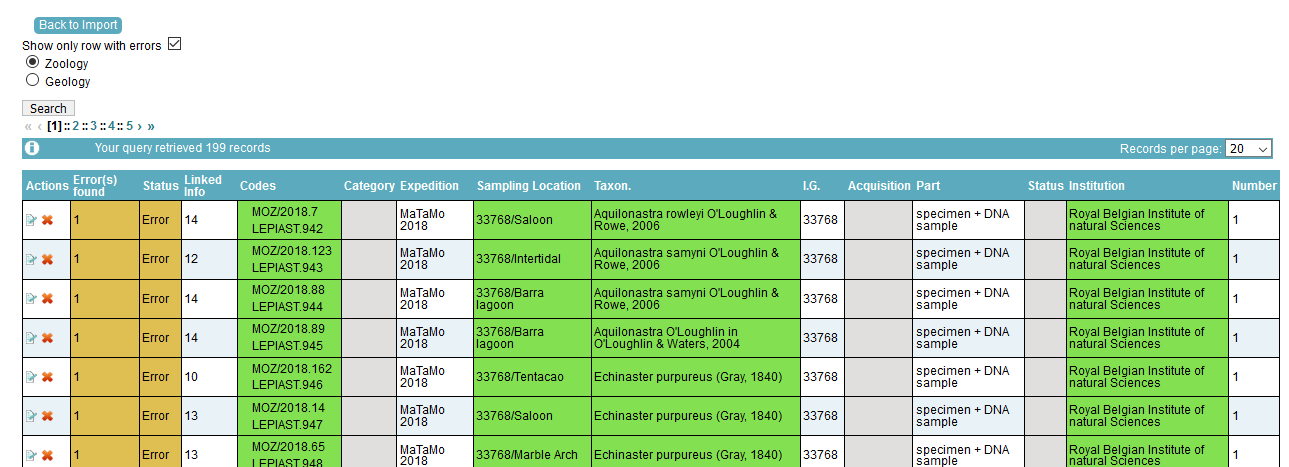 Back to Import
Show only row with errors
Zoology
Geology
Search
« ‹ [1] :: 2 :: 3 :: 4 :: 5 › »
Your query retrieved 199 records Records per page: 20
Actions Error(s) found Status Linked Info Codes Category Expedition Sampling Location Taxon. I.G. Acquisition Part Status Institution Number
1 Error 14 MOZ/2018.7 LEPIAST.942 MaTaMo 2018 33768/Saloon Aquilonastra rowleyi O'Loughlin & Rowe, 2006 33768 specimen + DNA sample Royal Belgian Institute of natural Sciences 1
1 Error 12 MOZ/2018.123 LEPIAST.943 MaTaMo 2018 33768/Intertidal Aquilonastra samyni O'Loughlin & Rowe, 2006 33768 specimen + DNA sample Royal Belgian Institute of natural Sciences 1
1 Error 14 MOZ/2018.88 LEPIAST.944 MaTaMo 2018 33768/Barra lagoon Aquilonastra samyni O'Loughlin & Rowe, 2006 33768 specimen + DNA sample Royal Belgian Institute of natural Sciences 1
1 Error 14 MOZ/2018.89 LEPIAST.945 MaTaMo 2018 33768/Barra lagoon Aquilonastra O'Loughlin in O'Loughlin & Waters, 2004 33768 specimen + DNA sample Royal Belgian Institute of natural Sciences 1
1 Error 10 MOZ/2018.162 LEPIAST.946 MaTaMo 2018 33768/Tentacao Echinaster purpureus (Gray, 1840) 33768 specimen + DNA sample Royal Belgian Institute of natural Sciences 1
1 Error 13 MOZ/2018.14 LEPIAST.947 MaTaMo 2018 33768/Saloon Echinaster purpureus (Gray, 1840) 33768 specimen + DNA sample Royal Belgian Institute of natural Sciences 1
1 Error 13 MOZ/2018.65 LEPIAST.948 MaTaMo 2018 33768/Marble Arch Echinaster purpureus (Gray, 1840) 33768 specimen + DNA sample Royal Belgian Institute of natural Sciences 1